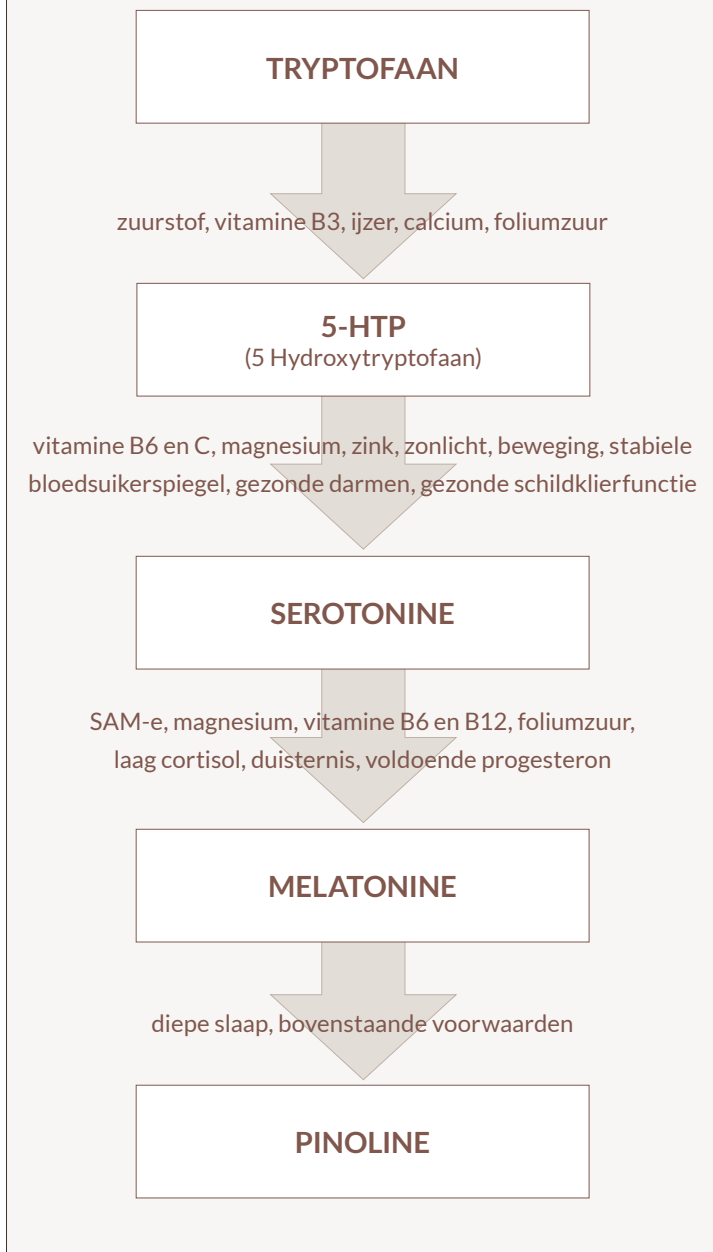 TRYPTOFAAN
zuurstof, vitamine B3, ijzer, calcium, foliumzuur
5-HTP
(5 Hydroxytryptofaan)
vitamine B6 en C, magnesium, zink, zonlicht, beweging, stabiele
bloedsuikerspiegel, gezonde darmen, gezonde schildklierfunctie
SEROTONINE
SAM-e, magnesium, vitamine B6 en B12, foliumzuur,
laag cortisol, duisternis, voldoende progesteron
MELATONINE
diepe slaap, bovenstaande voorwaarden
PINOLINE